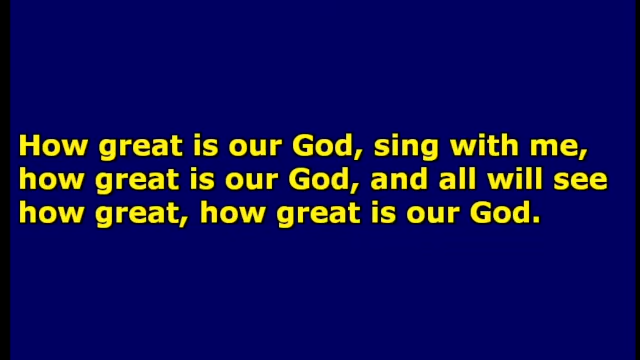 How great is our God, sing with me,
how great is our God, and all will see
how great, how great is our God.